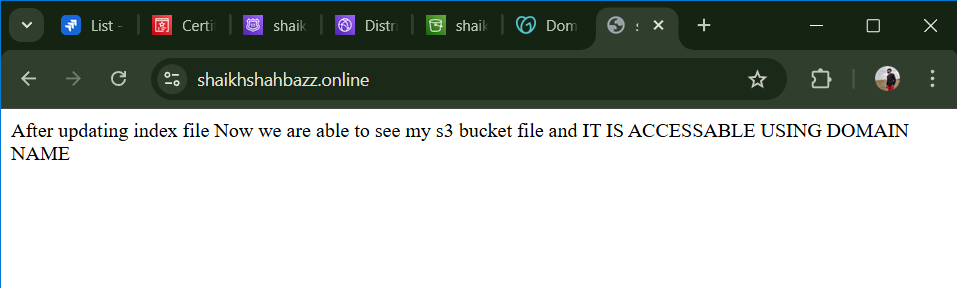 List -
Certi
shaik
Distri
shaik
Dom
s
shaikhshahbazz.online
After updating index file Now we are able to see my s3 bucket file and IT IS ACCESSABLE USING DOMAIN
NAME